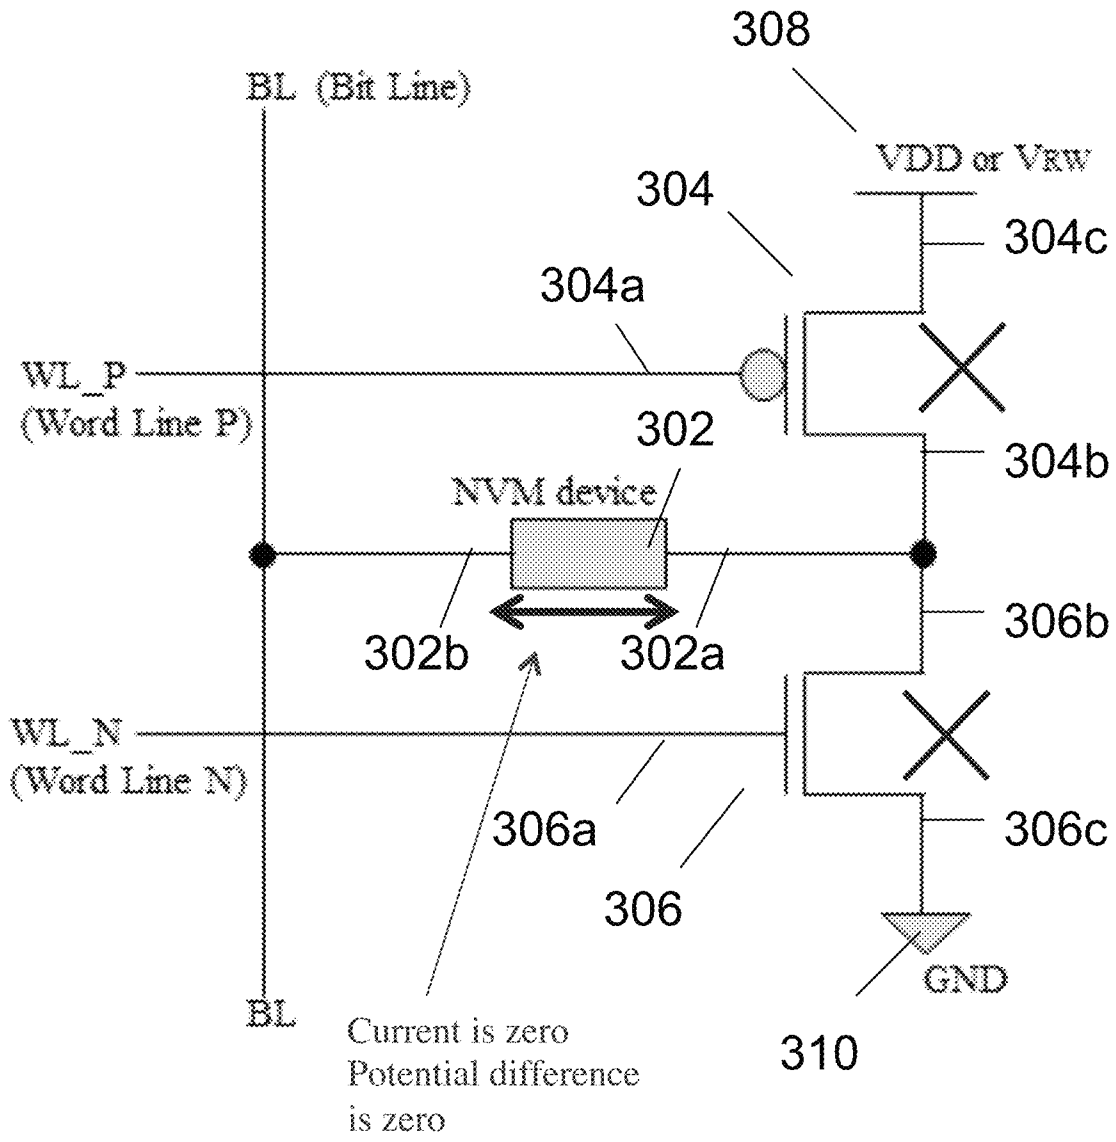 308
BL (Bit Line)
VDD or VRW
304
304c
304a
WL_P
(Word Line P)
302
304b
NVM device
302b
302a
306b
WL_N
(Word Line N)
306a
306c
306
GND
BL
Current is zero
Potential difference
is zero
310